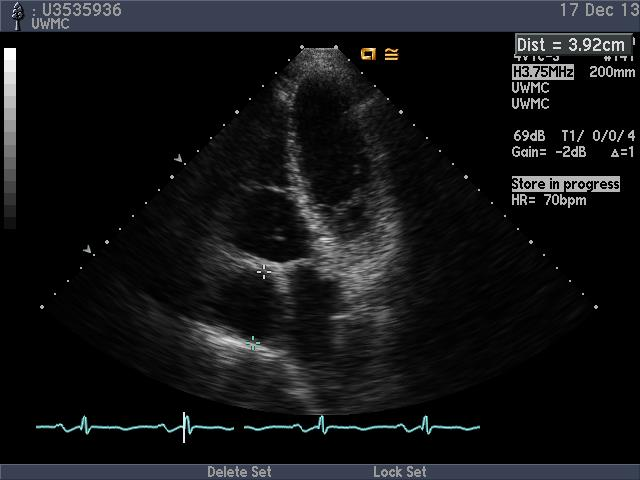 : U3535936
17 Dec 13
UWMC
Dist = 3.92cm
H3.75MHz 200mm
UWMC
UWMC
69dB T1/ 0/0/4
Gain= -2dB Δ=1
Store in progress
HR= 70bpm
Delete Set Lock Set